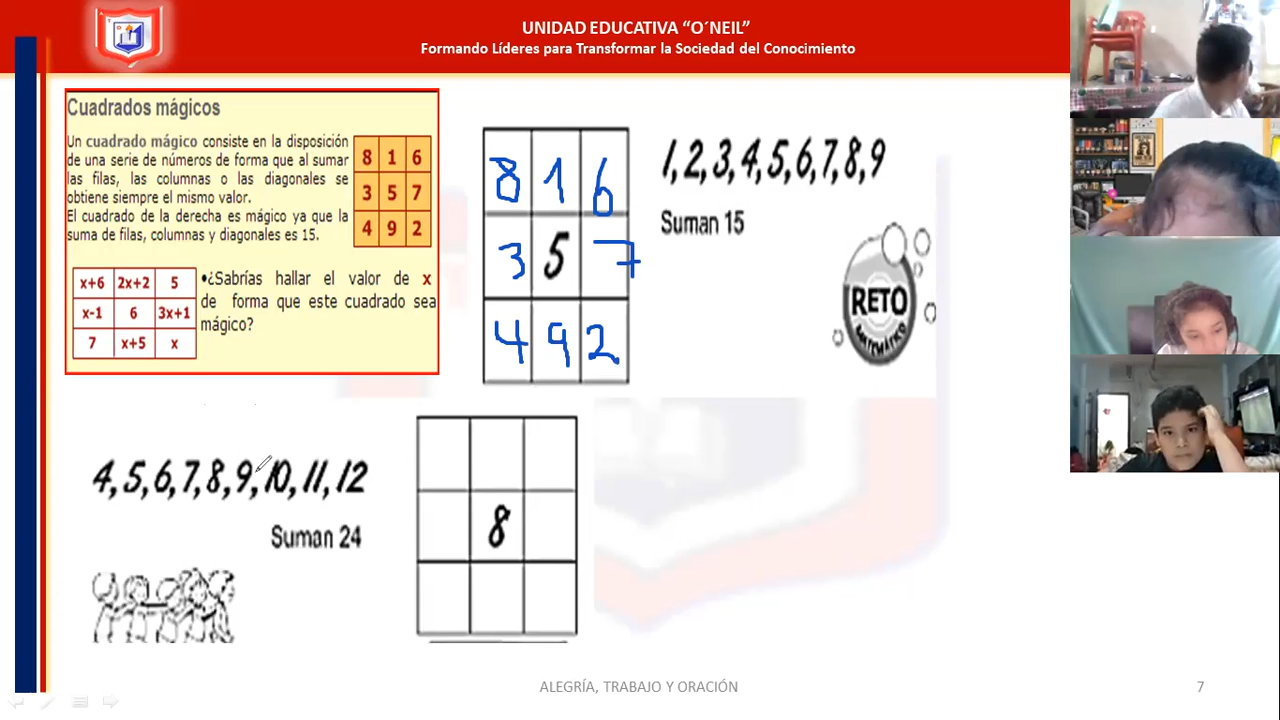 UNIDAD EDUCATIVA “O´NEIL”
Formando Líderes para Transformar la Sociedad del Conocimiento
Cuadrados mágicos
Un cuadrado mágico consiste en la disposición
de una serie de números de forma que al sumar
las filas, las columnas o las diagonales se
obtiene siempre el mismo valor.
El cuadrado de la derecha es mágico ya que la
suma de filas, columnas y diagonales es 15.
8 1 6
3 5 7
4 9 2
x+6 2x+2 5
x-1 6 3x+1
7 x+5 x
•¿Sabrías hallar el valor de x
de forma que este cuadrado sea
mágico?
8 1 6
3 5 7
4 9 2
1,2,3,4,5,6,7,8,9
Suman 15
RETO
MATEMÁTICO
4,5,6,7,8,9,10,11,12
Suman 24
8
ALEGRÍA, TRABAJO Y ORACIÓN
7